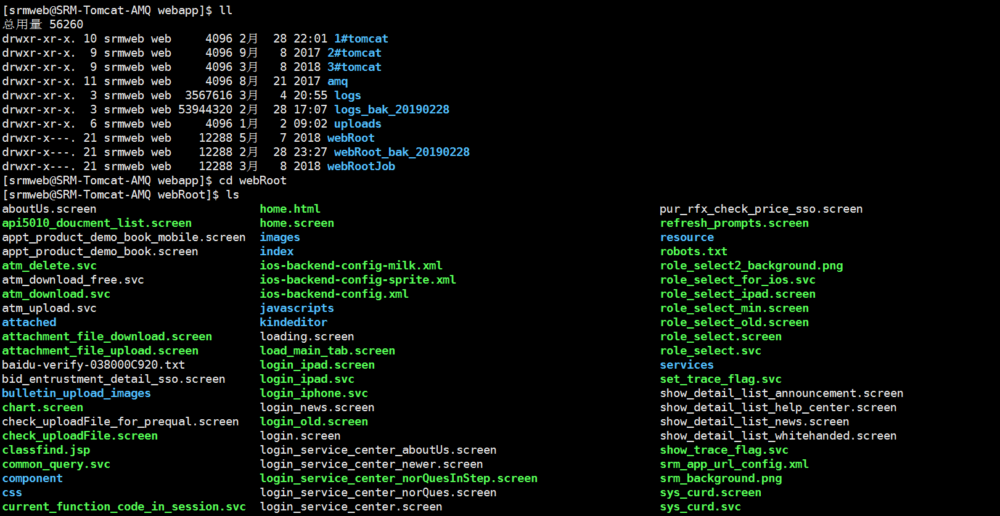 [srmweb@SRM-Tomcat-AMQ webapp]$ ll
总用量 56260
drwxr-xr-x. 10 srmweb web     4096 2月  28 22:01 1#tomcat
drwxr-xr-x.  9 srmweb web     4096 9月   8 2017 2#tomcat
drwxr-xr-x.  9 srmweb web     4096 3月   8 2018 3#tomcat
drwxr-xr-x. 11 srmweb web     4096 8月  21 2017 amq
drwxr-xr-x.  3 srmweb web  3567616 3月   4 20:55 logs
drwxr-xr-x.  3 srmweb web 53944320 2月  28 17:07 logs_bak_20190228
drwxr-xr-x.  6 srmweb web     4096 1月   2 09:02 uploads
drwxr-x---. 21 srmweb web    12288 5月   7 2018 webRoot
drwxr-x---. 21 srmweb web    12288 2月  28 23:27 webRoot_bak_20190228
drwxr-x---. 21 srmweb web    12288 3月   8 2018 webRootJob
[srmweb@SRM-Tomcat-AMQ webapp]$ cd webRoot
[srmweb@SRM-Tomcat-AMQ webRoot]$ ls
aboutUs.screen                       home.html                                  pur_rfx_check_price_sso.screen
api5010_doucment_list.screen         home.screen                                refresh_prompts.screen
appt_product_demo_book_mobile.screen images                                     resource
appt_product_demo_book.screen        index                                      robots.txt
atm_delete.svc                       ios-backend-config-milk.xml                role_select2_background.png
atm_download_free.svc                ios-backend-config-sprite.xml              role_select_for_ios.svc
atm_download.svc                     ios-backend-config.xml                     role_select_ipad.screen
atm_upload.svc                       javascripts                                role_select_min.screen
attached                             kindeditor                                 role_select_old.screen
attachment_file_download.screen      loading.screen                             role_select.screen
attachment_file_upload.screen        load_main_tab.screen                       role_select.svc
baidu-verify-038000C920.txt          login_ipad.screen                          services
bid_entrustment_detail_sso.screen    login_ipad.svc                             set_trace_flag.svc
bulletin_upload_images               login_iphone.svc                           show_detail_list_announcement.screen
chart.screen                         login_news.screen                          show_detail_list_help_center.screen
check_uploadFile_for_prequal.screen  login_old.screen                           show_detail_list_news.screen
check_uploadFile.screen              login.screen                               show_detail_list_whitehanded.screen
classfind.jsp                        login_service_center_aboutUs.screen        show_trace_flag.svc
common_query.svc                     login_service_center_newer.screen          srm_app_url_config.xml
component                            login_service_center_norQuesInStep.screen  srm_background.png
css                                  login_service_center_norQues.screen        sys_curd.screen
current_function_code_in_session.svc login_service_center.screen                sys_curd.svc